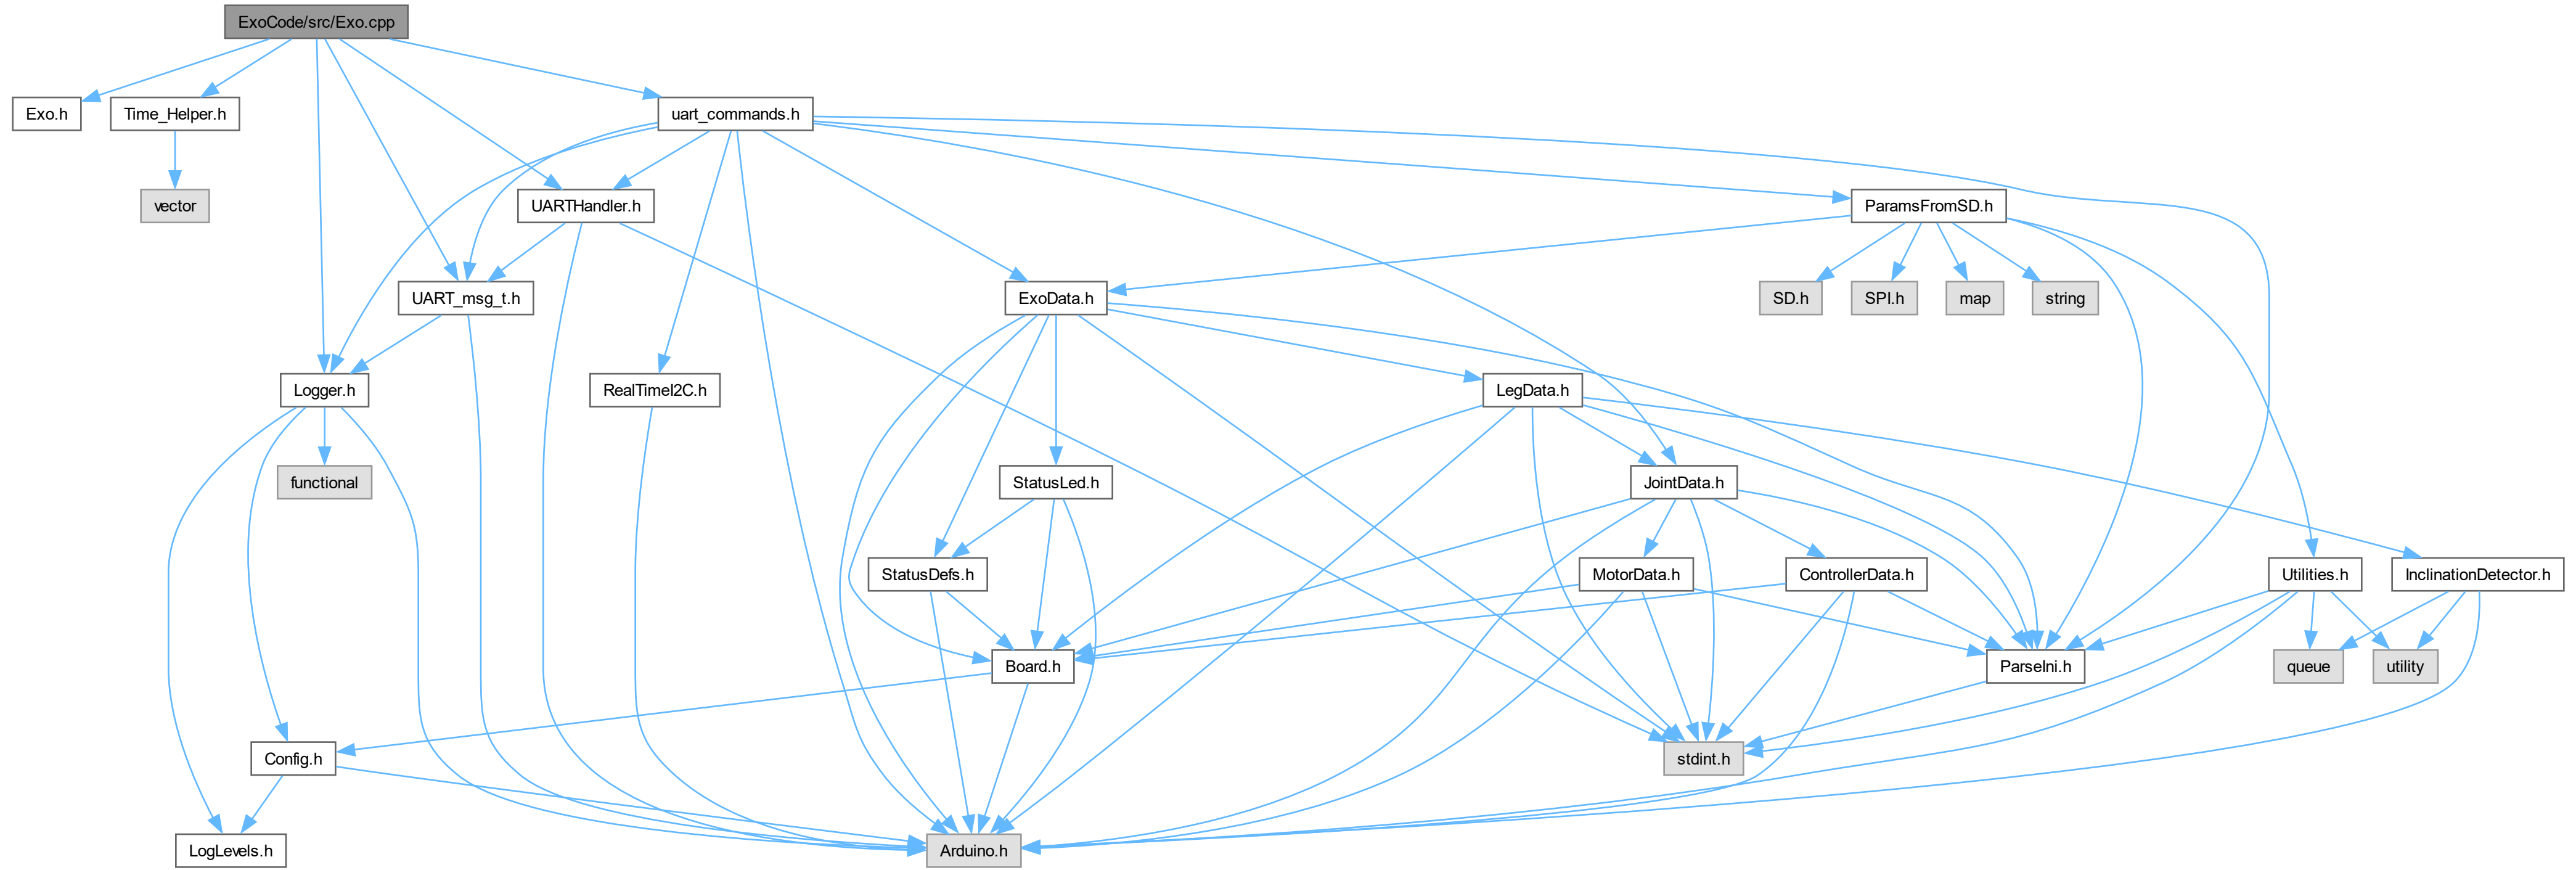 ExoCode/src/Exo.cpp
Exo.h
Time_Helper.h
uart_commands.h
vector
UARTHandler.h
ParamsFromSD.h
UART_msg_t.h
ExoData.h
SD.h
SPI.h
map
string
Logger.h
RealTimeI2C.h
LegData.h
functional
StatusLed.h
JointData.h
StatusDefs.h
MotorData.h
ControllerData.h
Utilities.h
InclinationDetector.h
Board.h
ParseIni.h
queue
utility
Config.h
stdint.h
LogLevels.h
Arduino.h